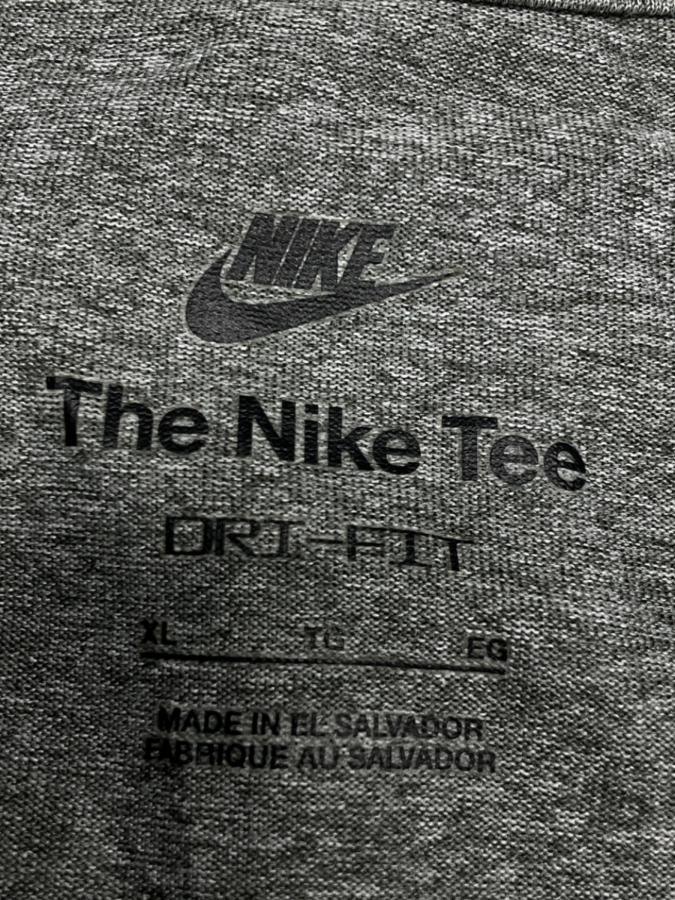 NIKE
The Nike Tee
DRI-FIT
XL TG EG
MADE IN EL SALVADOR
FABRIQUE AU SALVADOR